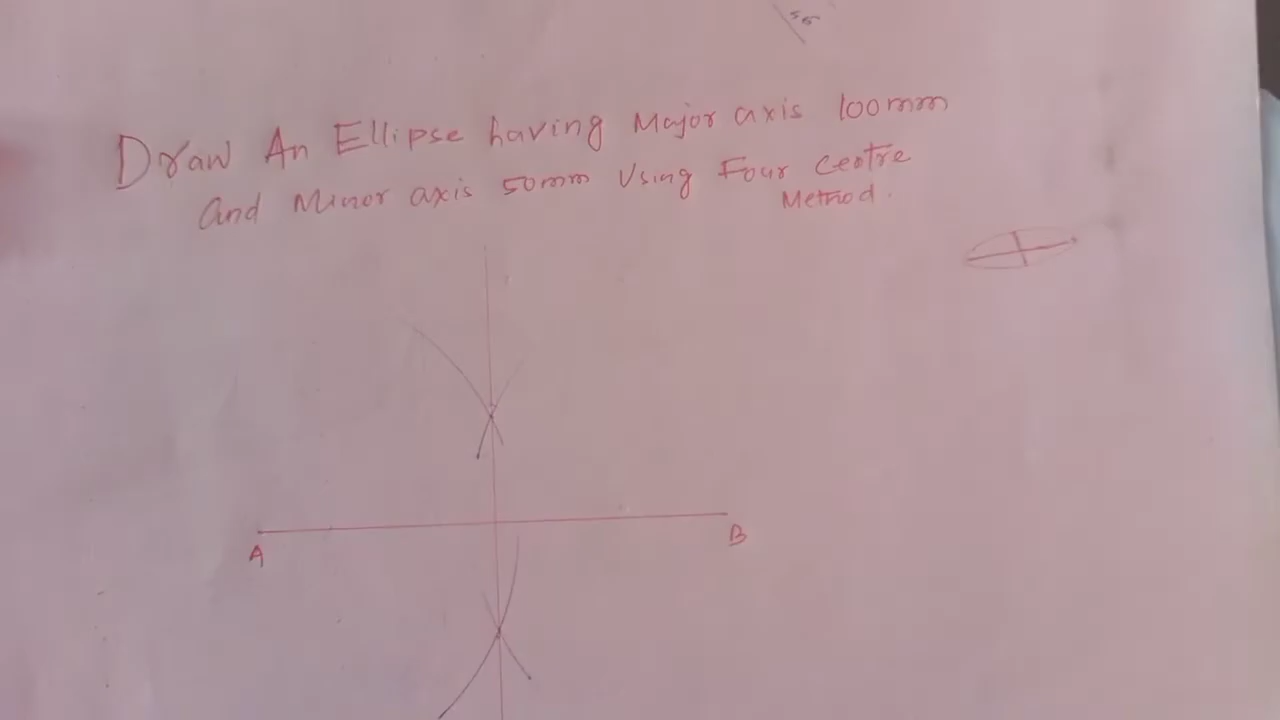 Draw An Ellipse having Major axis 100mm
and Minor axis 50mm Using Four Centre
Method.
A
B